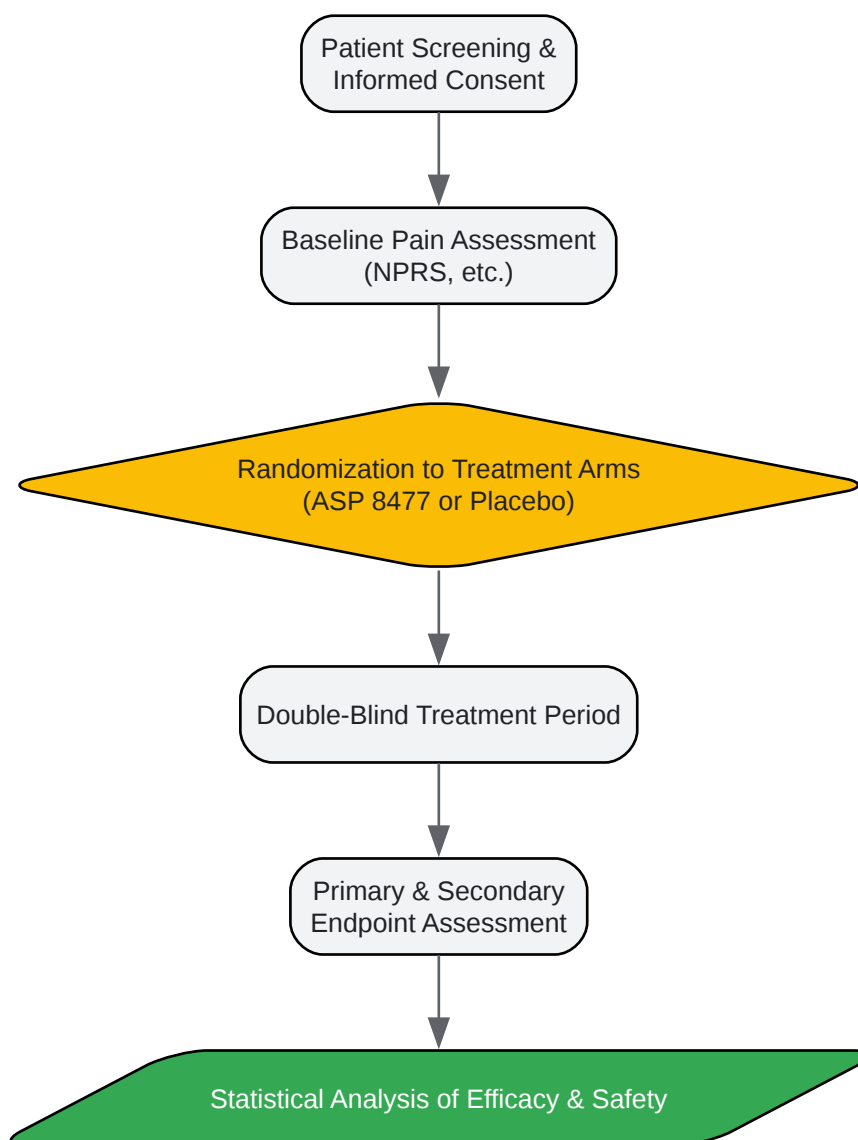 Patient Screening &
Informed Consent
Baseline Pain Assessment
(NPRS, etc.)
Randomization to Treatment Arms
(ASP 8477 or Placebo)
Double-Blind Treatment Period
Primary & Secondary
Endpoint Assessment
Statistical Analysis of Efficacy & Safety